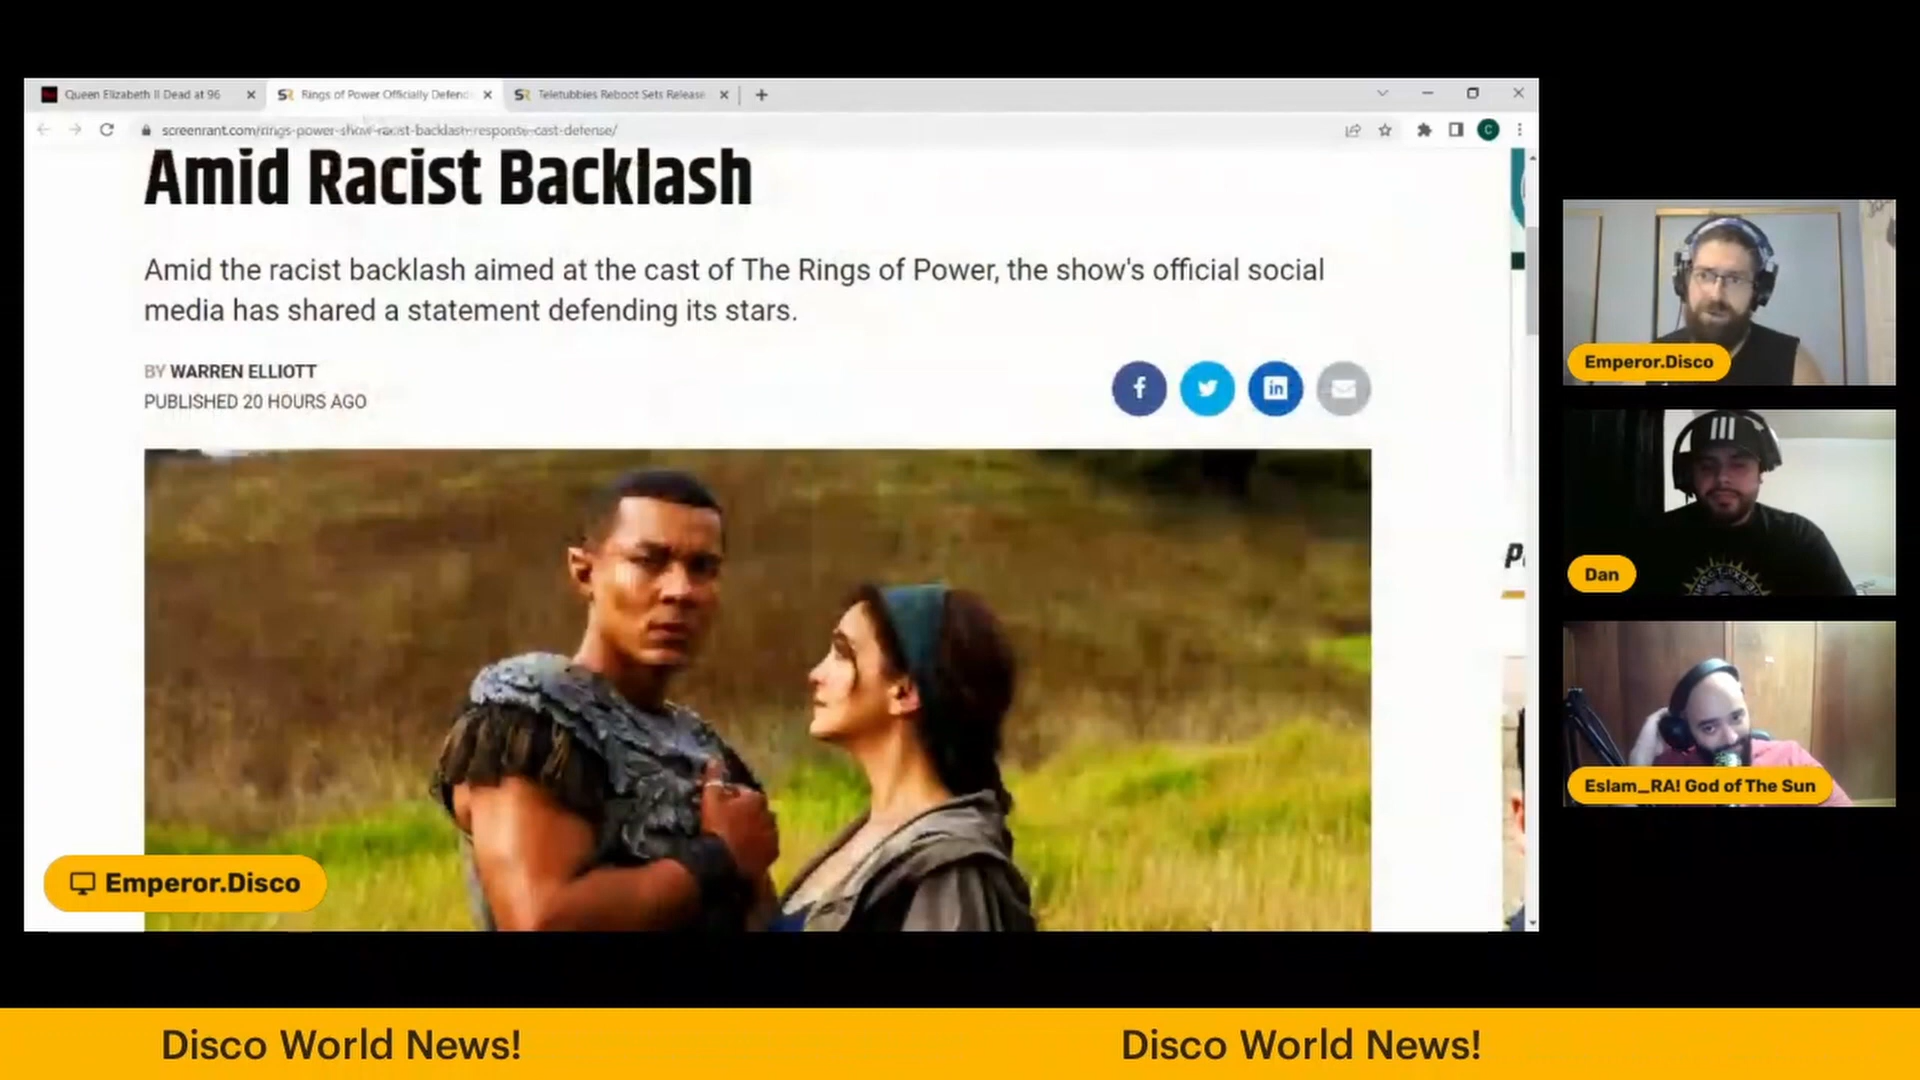 Queen Elizabeth II Dead at 96
Rings of Power Officially Defend
Teletubbies Reboot Sets Release
screenrant.com/rings-power-show-racist-backlash-response-cast-defense/
C
Amid Racist Backlash
Amid the racist backlash aimed at the cast of The Rings of Power, the show's official social
media has shared a statement defending its stars.
BY WARREN ELLIOTT
PUBLISHED 20 HOURS AGO
Emperor.Disco
Emperor.Disco
Dan
Eslam_RA! God of The Sun
Disco World News!
Disco World News!